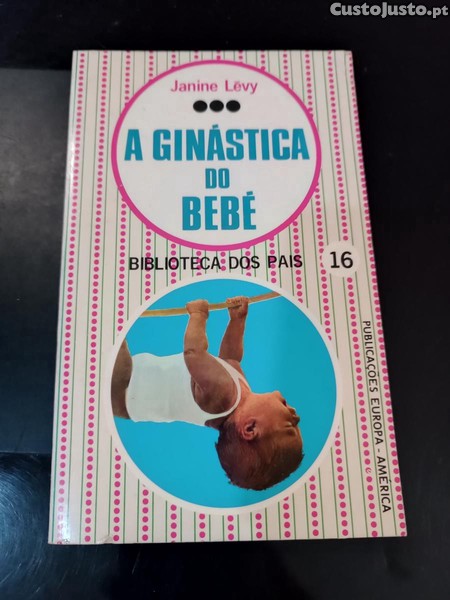 CustoJusto.pt
Janine Lévy
A GINÁSTICA
DO
BEBÉ
BIBLIOTECA DOS PAIS
16
PUBLICAÇÕES EUROPA-AMÉRICA